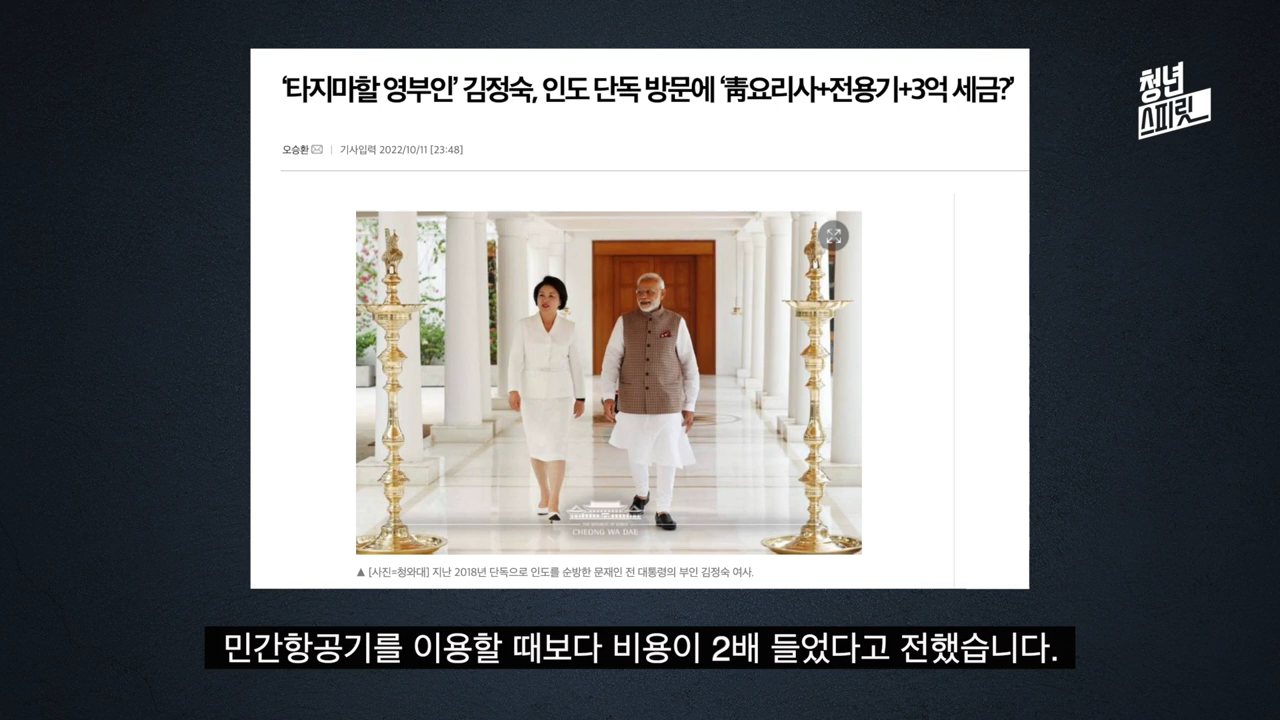 ‘타지마할 영부인’ 김정숙, 인도 단독 방문에 ‘靑요리사+전용기+3억 세금?’
청년
스피릿
오승환 | 기사입력 2022/10/11 [23:48]
THE REPUBLIC OF KOREA
CHEONG WA DAE
▲ [사진=청와대] 지난 2018년 단독으로 인도를 순방한 문재인 전 대통령의 부인 김정숙 여사.
민간항공기를 이용할 때보다 비용이 2배 들었다고 전했습니다.